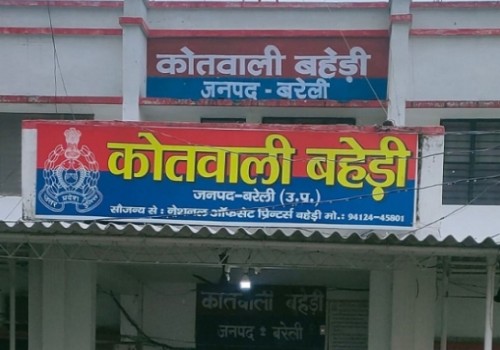 कोतवाली बहेड़ी
जनपद - बरेली
कोतवाली बहेड़ी
जनपद-बरेली (उ.प्र.)
सौजन्य से : नेशनल ऑफसेट प्रिन्टर्स बहेड़ी मो.: 94124-45801
कोतवाली बहेड़ी
जनपद - बरेली